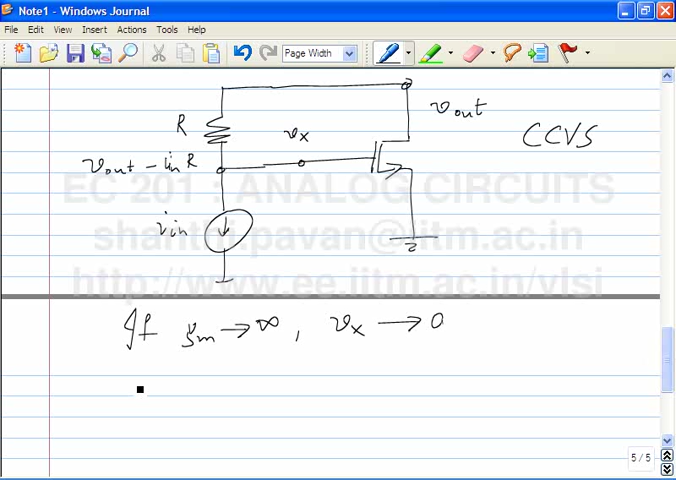 Note1 - Windows Journal
File Edit View Insert Actions Tools Help
Page Width
R
vx
vout
CCVS
vout - iin R
EC 201: ANALOG CIRCUITS
iin
shanthi.pavan@iitm.ac.in
http://www.ee.iitm.ac.in/vlsi
If gm → ∞, vx → 0
5 / 5